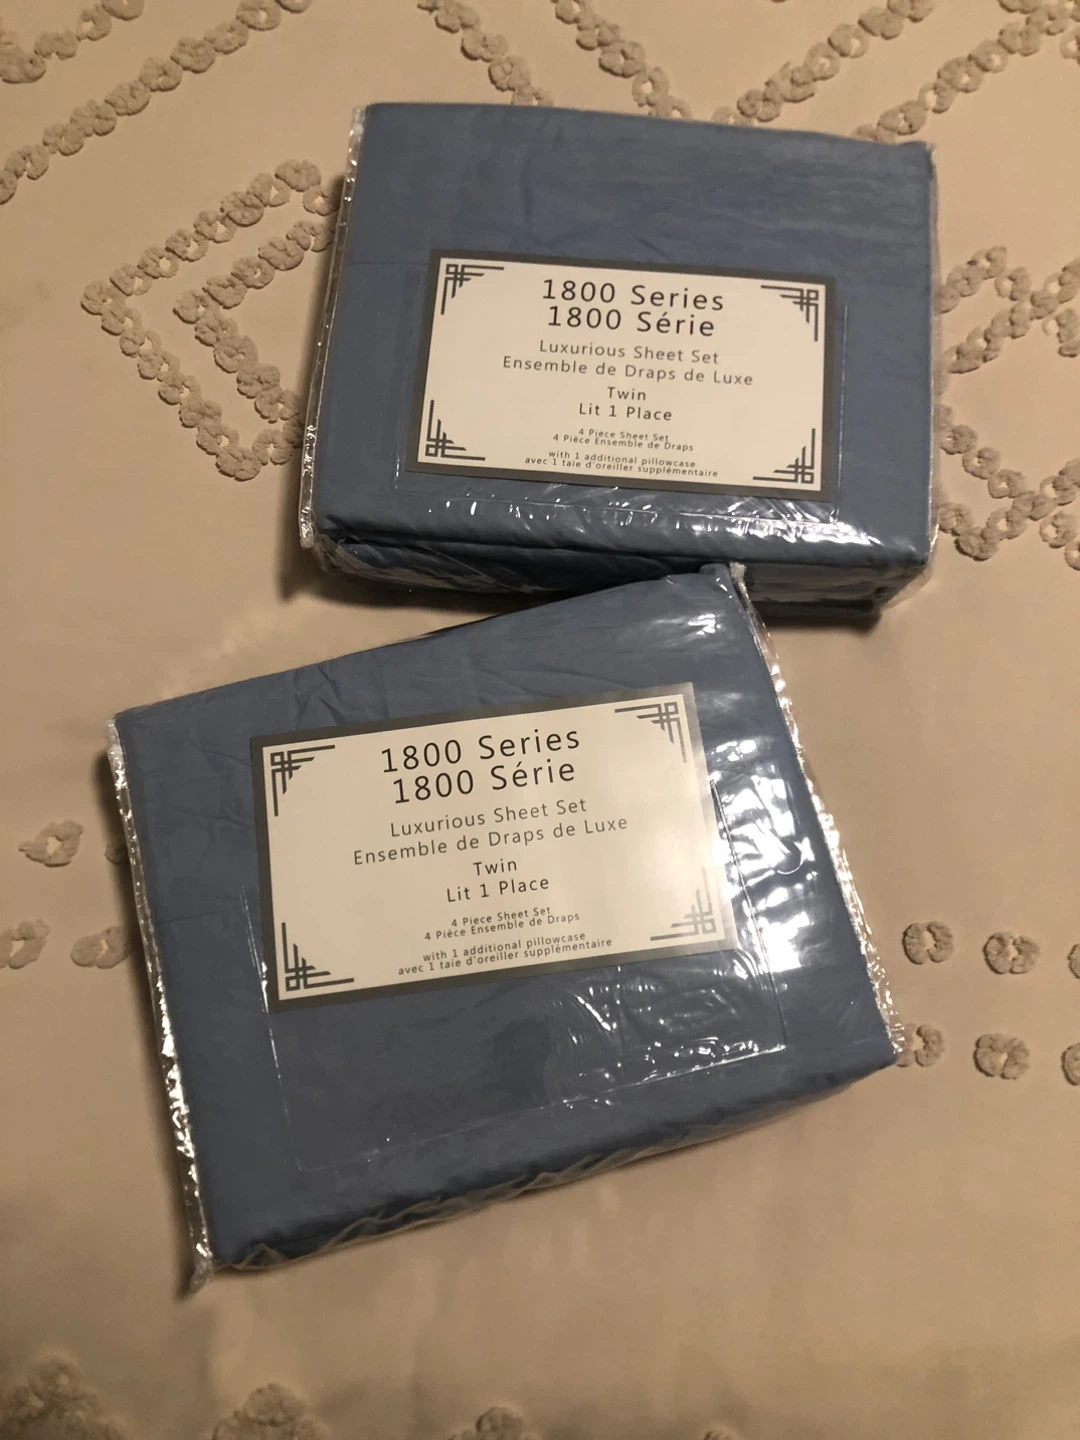 1800 Series
1800 Série
Luxurious Sheet Set
Ensemble de Draps de Luxe
Twin
Lit 1 Place
4 Piece Sheet Set
4 Pièce Ensemble de Draps
with 1 additional pillowcase
avec 1 taie d'oreiller supplémentaire
1800 Series
1800 Série
Luxurious Sheet Set
Ensemble de Draps de Luxe
Twin
Lit 1 Place
4 Piece Sheet Set
4 Pièce Ensemble de Draps
with 1 additional pillowcase
avec 1 taie d'oreiller supplémentaire